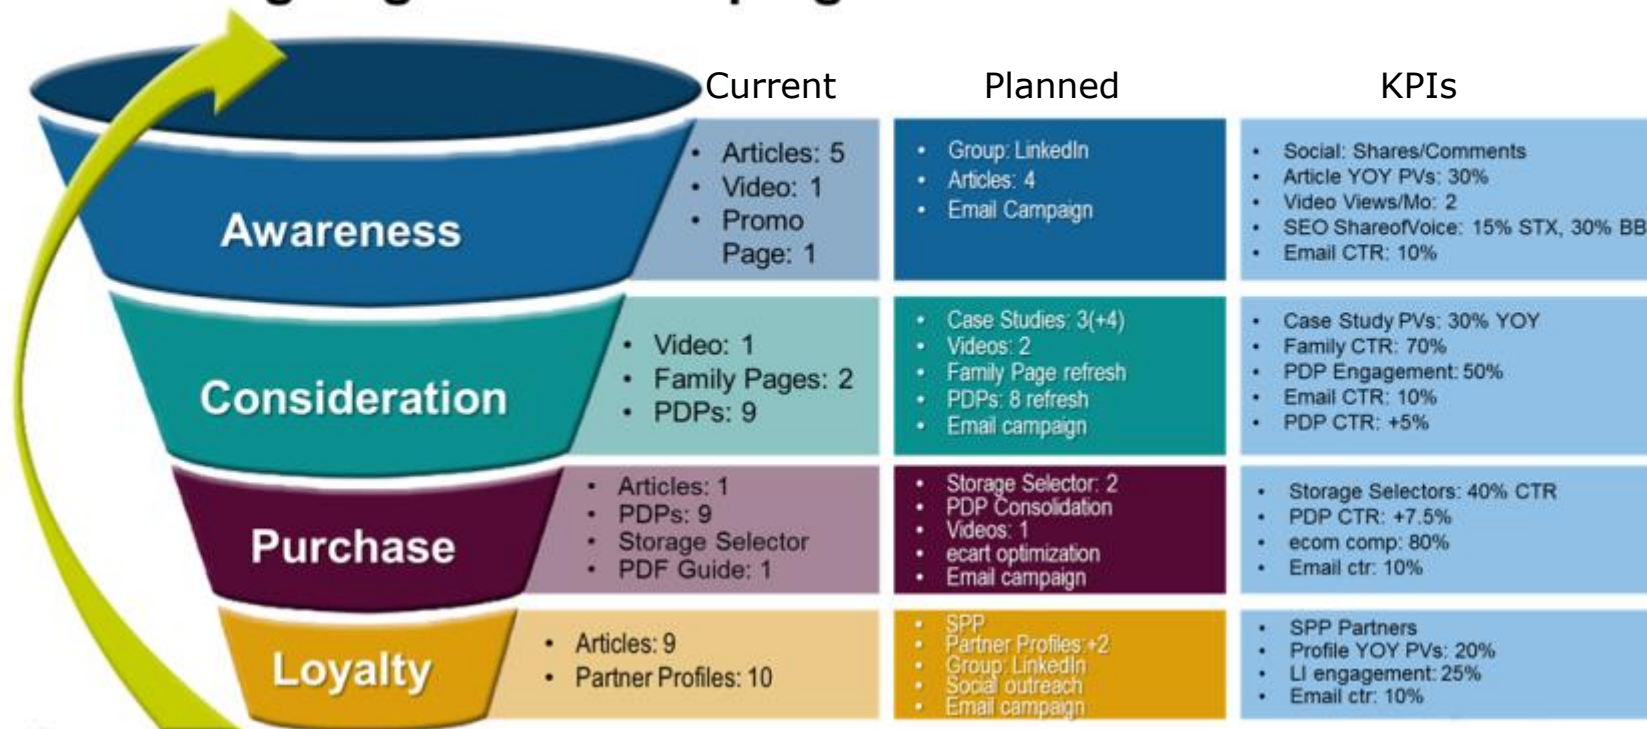 Current
Planned
KPIs
Awareness
• Articles: 5
• Video: 1
• Promo
Page: 1
• Group: LinkedIn
• Articles: 4
• Email Campaign
• Social: Shares/Comments
• Article YOY PVs: 30%
• Video Views/Mo: 2
• SEO ShareofVoice: 15% STX, 30% BB
• Email CTR: 10%
Consideration
• Video: 1
• Family Pages: 2
• PDPs: 9
• Case Studies: 3(+4)
• Videos: 2
• Family Page refresh
• PDPs: 8 refresh
• Email campaign
• Case Study PVs: 30% YOY
• Family CTR: 70%
• PDP Engagement: 50%
• Email CTR: 10%
• PDP CTR: +5%
Purchase
• Articles: 1
• PDPs: 9
• Storage Selector
• PDF Guide: 1
• Storage Selector: 2
• PDP Consolidation
• Videos: 1
• ecart optimization
• Email campaign
• Storage Selectors: 40% CTR
• PDP CTR: +7.5%
• ecom comp: 80%
• Email ctr: 10%
Loyalty
• Articles: 9
• Partner Profiles: 10
• SPP
• Partner Profiles:+2
• Group: LinkedIn
• Social outreach
• Email campaign
• SPP Partners
• Profile YOY PVs: 20%
• LI engagement: 25%
• Email ctr: 10%